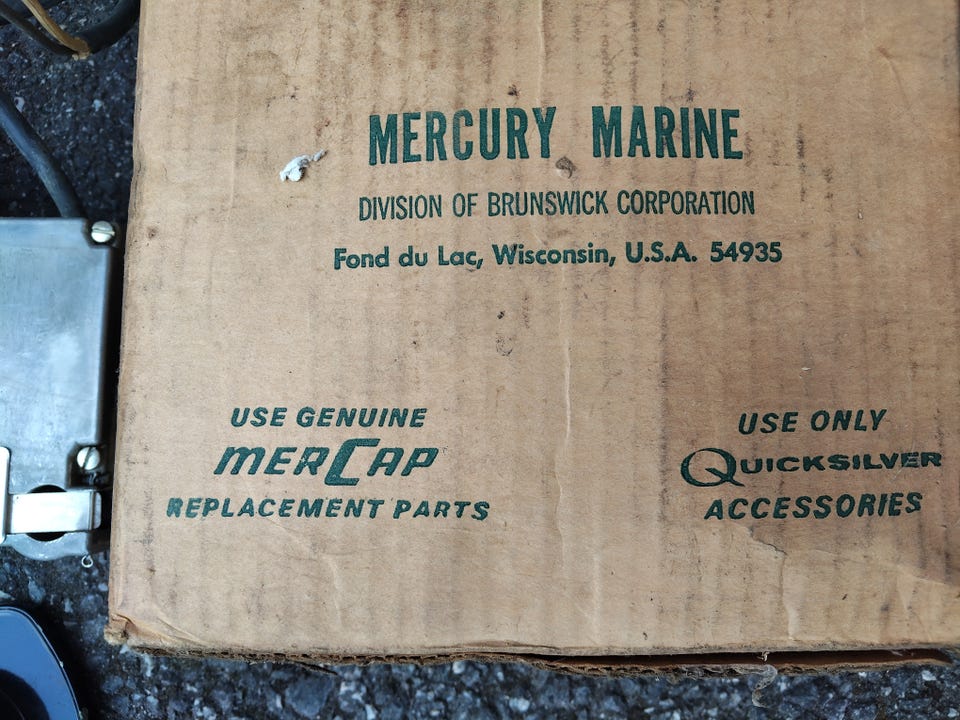 MERCURY MARINE
DIVISION OF BRUNSWICK CORPORATION
Fond du Lac, Wisconsin, U.S.A. 54935
USE GENUINE
MERCAP
REPLACEMENT PARTS
USE ONLY
QUICKSILVER
ACCESSORIES